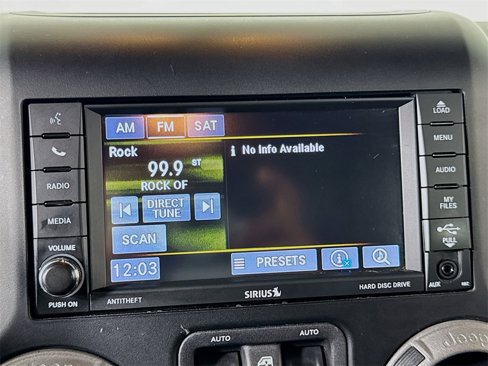 AM FM SAT
Rock
99.9 ST
ROCK OF
i No Info Available
DIRECT TUNE
SCAN
12:03
PRESETS
RADIO
MEDIA
VOLUME
PUSH ON
ANTITHEFT
SIRIUS
HARD DISC DRIVE
LOAD
MENU
AUDIO
MY FILES
PULL
AUX
AUTO AUTO
Jeep